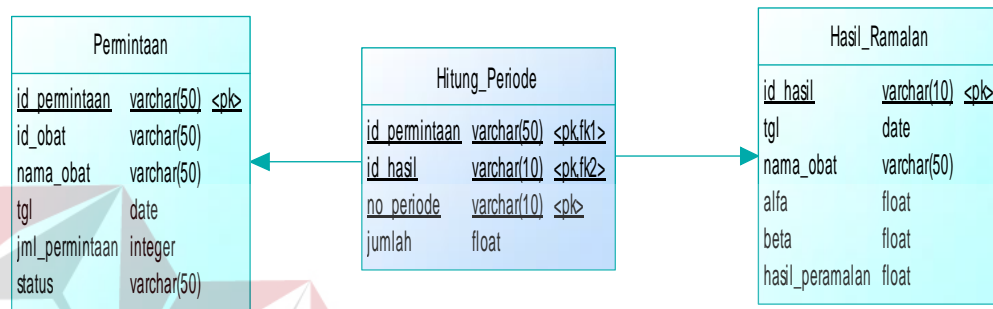 Permintaan
id_permintaan varchar(50) <pk>
id_obat varchar(50)
nama_obat varchar(50)
tgl date
jml_permintaan integer
status varchar(50)
Hitung_Periode
id_permintaan varchar(50) <pk,fk1>
id_hasil varchar(10) <pk,fk2>
no_periode varchar(10) <pk>
jumlah float
Hasil_Ramalan
id_hasil varchar(10) <pk>
tgl date
nama_obat varchar(50)
alfa float
beta float
hasil_peramalan float